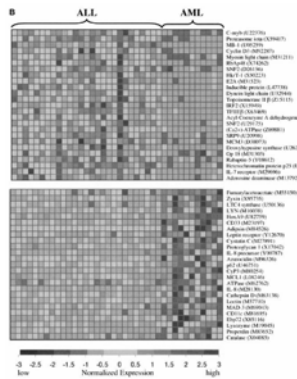 B
ALL AML
C-myb (U22376)
Proteasome iota (X59417)
MB-1 (U05259)
Cyclin D3 (M92287)
Myosin light chain (M31211)
RbAp48 (X74262)
SNF2 (D26156)
HkrT-1 (S50223)
E2A (M31523)
Inducible protein (L47738)
Dynein light chain (U32944)
Topoisomerase II β (Z15115)
IRF2 (X15949)
TFIIEβ (X63469)
Acyl-Coenzyme A dehydrogenase
SNF2 (U29175)
(Ca2+)-ATPase (Z69881)
SRP9 (U20998)
MCM3 (D38073)
Deoxyhypusine synthase
Op 18 (M31303)
Rabaptin-5 (Y08612)
Heterochromatin protein p25
IL-7 receptor (M29696)
Adenosine deaminase (M13792)
Fumarylacetoacetate (M55150)
Zyxin (X95735)
LTC4 synthase (U50136)
LYN (M16038)
HoxA9 (U82759)
CD33 (M23197)
Adipsin (M84526)
Leptin receptor (Y12670)
Cystatin C (M27891)
Proteoglycan 1 (X17042)
IL-8 precursor (Y00787)
Azurocidin (M96326)
p62 (U46751)
CyP3 (M80254)
MCL1 (L08246)
ATPase (M62762)
IL-8 (M28130)
Cathepsin D (M63138)
Lectin (M57710)
MAD-3 (M69043)
CD11c (M81695)
Ebp72 (X85116)
Lysozyme (M19045)
Properdin (M83652)
Catalase (X04085)
-3 -2.5 -2 -1.5 -1 -0.5 0 0.5 1 1.5 2 2.5 3
low Normalized Expression high